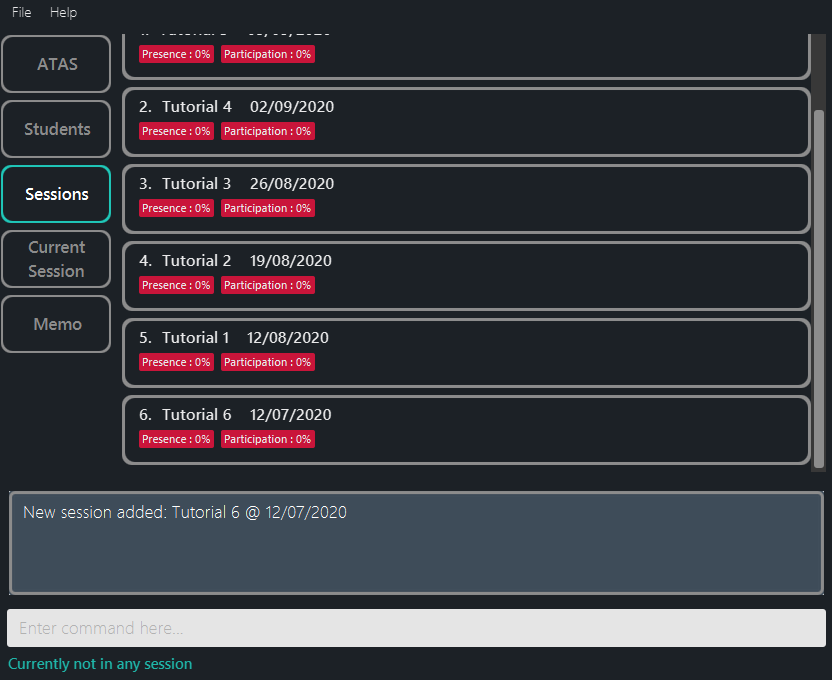 File Help
ATAS
Students
Sessions
Current
Session
Memo
Presence : 0% Participation : 0%
2. Tutorial 4 02/09/2020
Presence : 0% Participation : 0%
3. Tutorial 3 26/08/2020
Presence : 0% Participation : 0%
4. Tutorial 2 19/08/2020
Presence : 0% Participation : 0%
5. Tutorial 1 12/08/2020
Presence : 0% Participation : 0%
6. Tutorial 6 12/07/2020
Presence : 0% Participation : 0%
New session added: Tutorial 6 @ 12/07/2020
Enter command here...
Currently not in any session